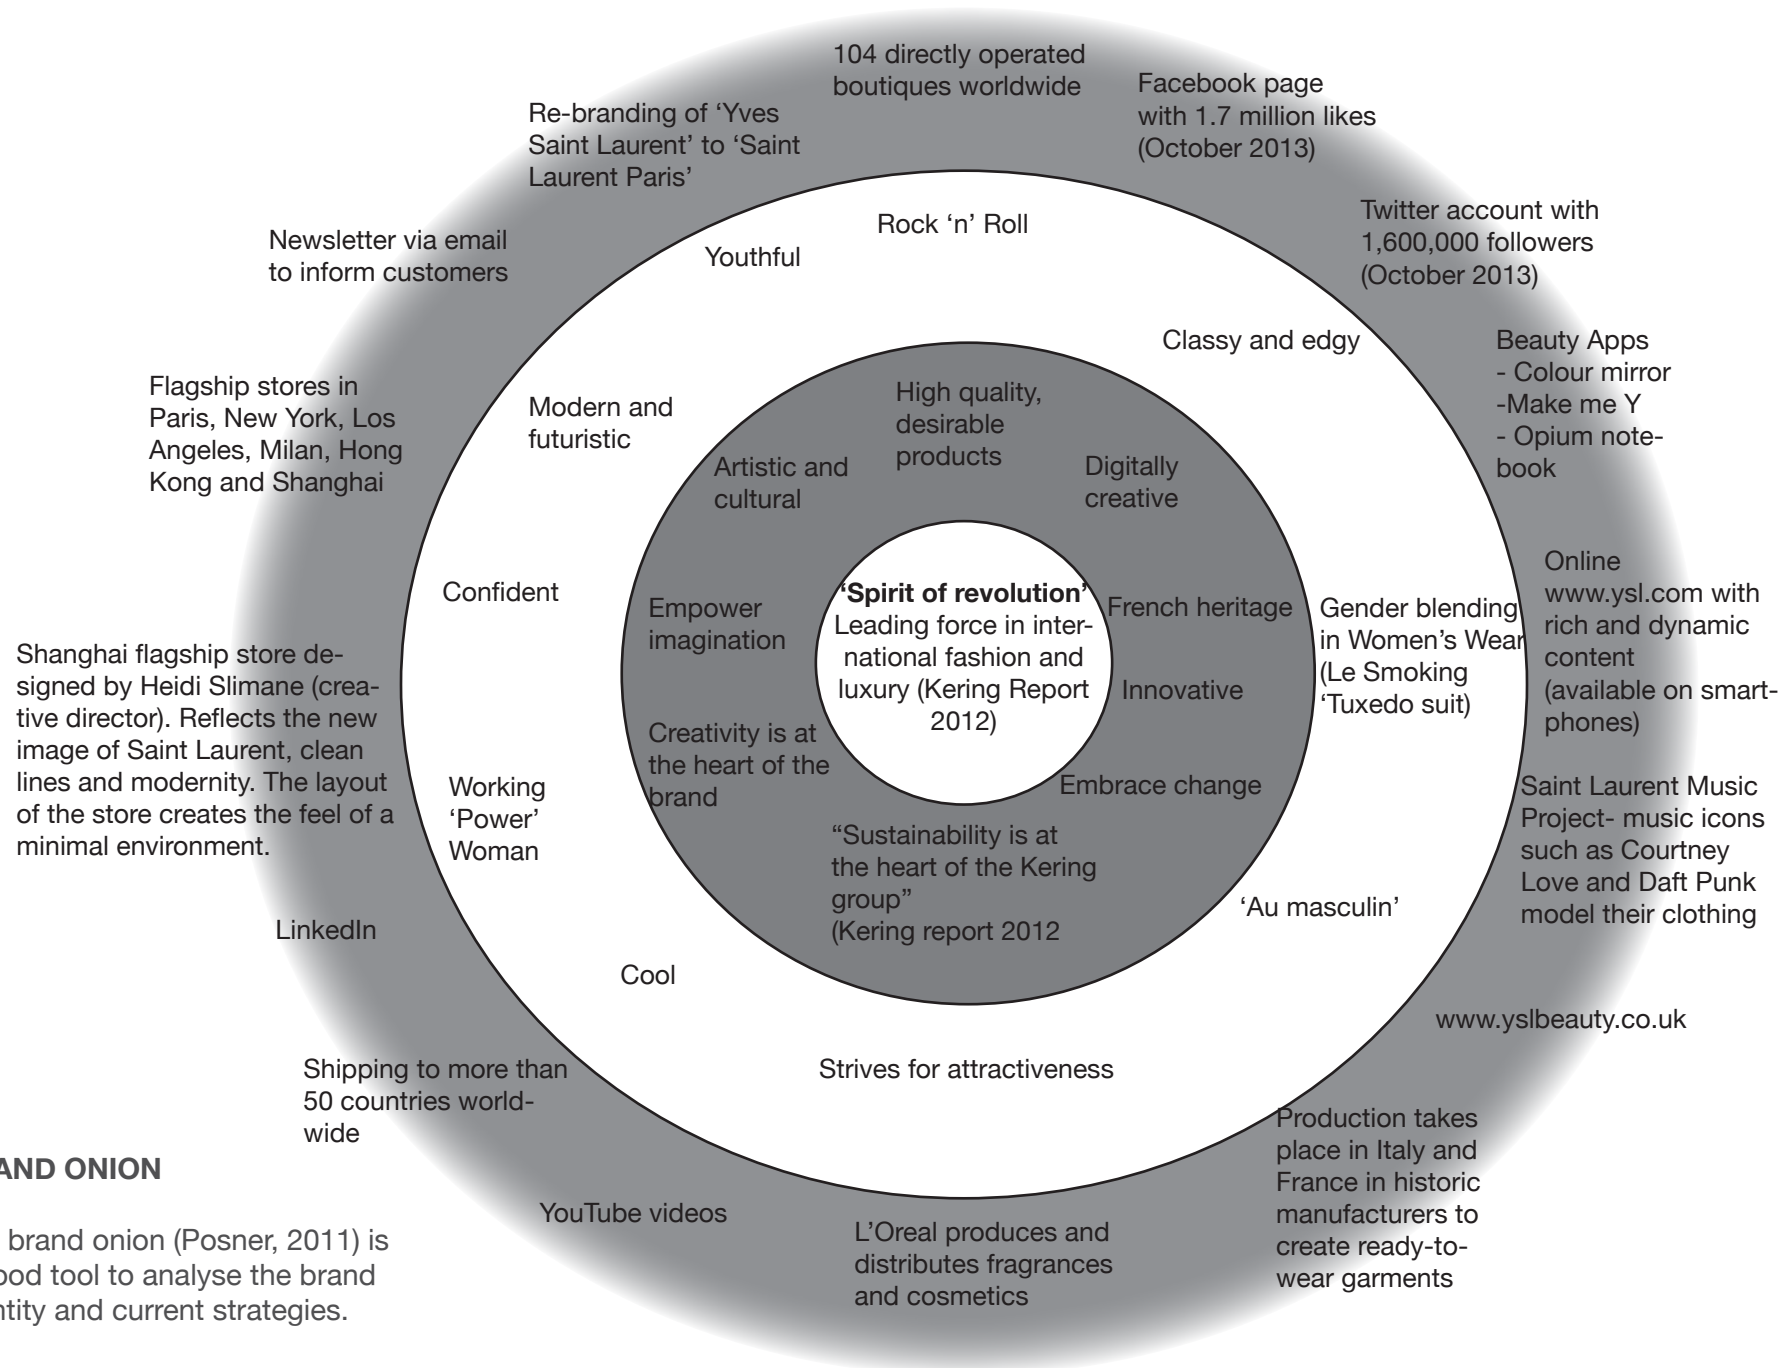 104 directly operated
boutiques worldwide
Facebook page
with 1.7 million likes
(October 2013)
Re-branding of ‘Yves
Saint Laurent’ to ‘Saint
Laurent Paris’
Twitter account with
1,600,000 followers
(October 2013)
Newsletter via email
to inform customers
Beauty Apps
- Colour mirror
-Make me Y
- Opium note-
book
Flagship stores in
Paris, New York, Los
Angeles, Milan, Hong
Kong and Shanghai
Online
www.ysl.com with
rich and dynamic
content
(available on smart-
phones)
Shanghai flagship store de-
signed by Heidi Slimane (crea-
tive director). Reflects the new
image of Saint Laurent, clean
lines and modernity. The layout
of the store creates the feel of a
minimal environment.
Saint Laurent Music
Project- music icons
such as Courtney
Love and Daft Punk
model their clothing
LinkedIn
www.yslbeauty.co.uk
Shipping to more than
50 countries world-
wide
Production takes
place in Italy and
France in historic
manufacturers to
create ready-to-
wear garments
YouTube videos
L’Oreal produces and
distributes fragrances
and cosmetics
Rock ‘n’ Roll
Youthful
Classy and edgy
Modern and
futuristic
Confident
Gender blending
in Women’s Wear
(Le Smoking
‘Tuxedo suit)
Working
‘Power’
Woman
‘Au masculin’
Cool
Strives for attractiveness
High quality,
desirable
products
Artistic and
cultural
Digitally
creative
Empower
imagination
French heritage
Innovative
Creativity is at
the heart of the
brand
Embrace change
“Sustainability is at
the heart of the Kering
group”
(Kering report 2012
‘Spirit of revolution’
Leading force in inter-
national fashion and
luxury (Kering Report
2012)
AND ONION
brand onion (Posner, 2011) is
ood tool to analyse the brand
ntity and current strategies.